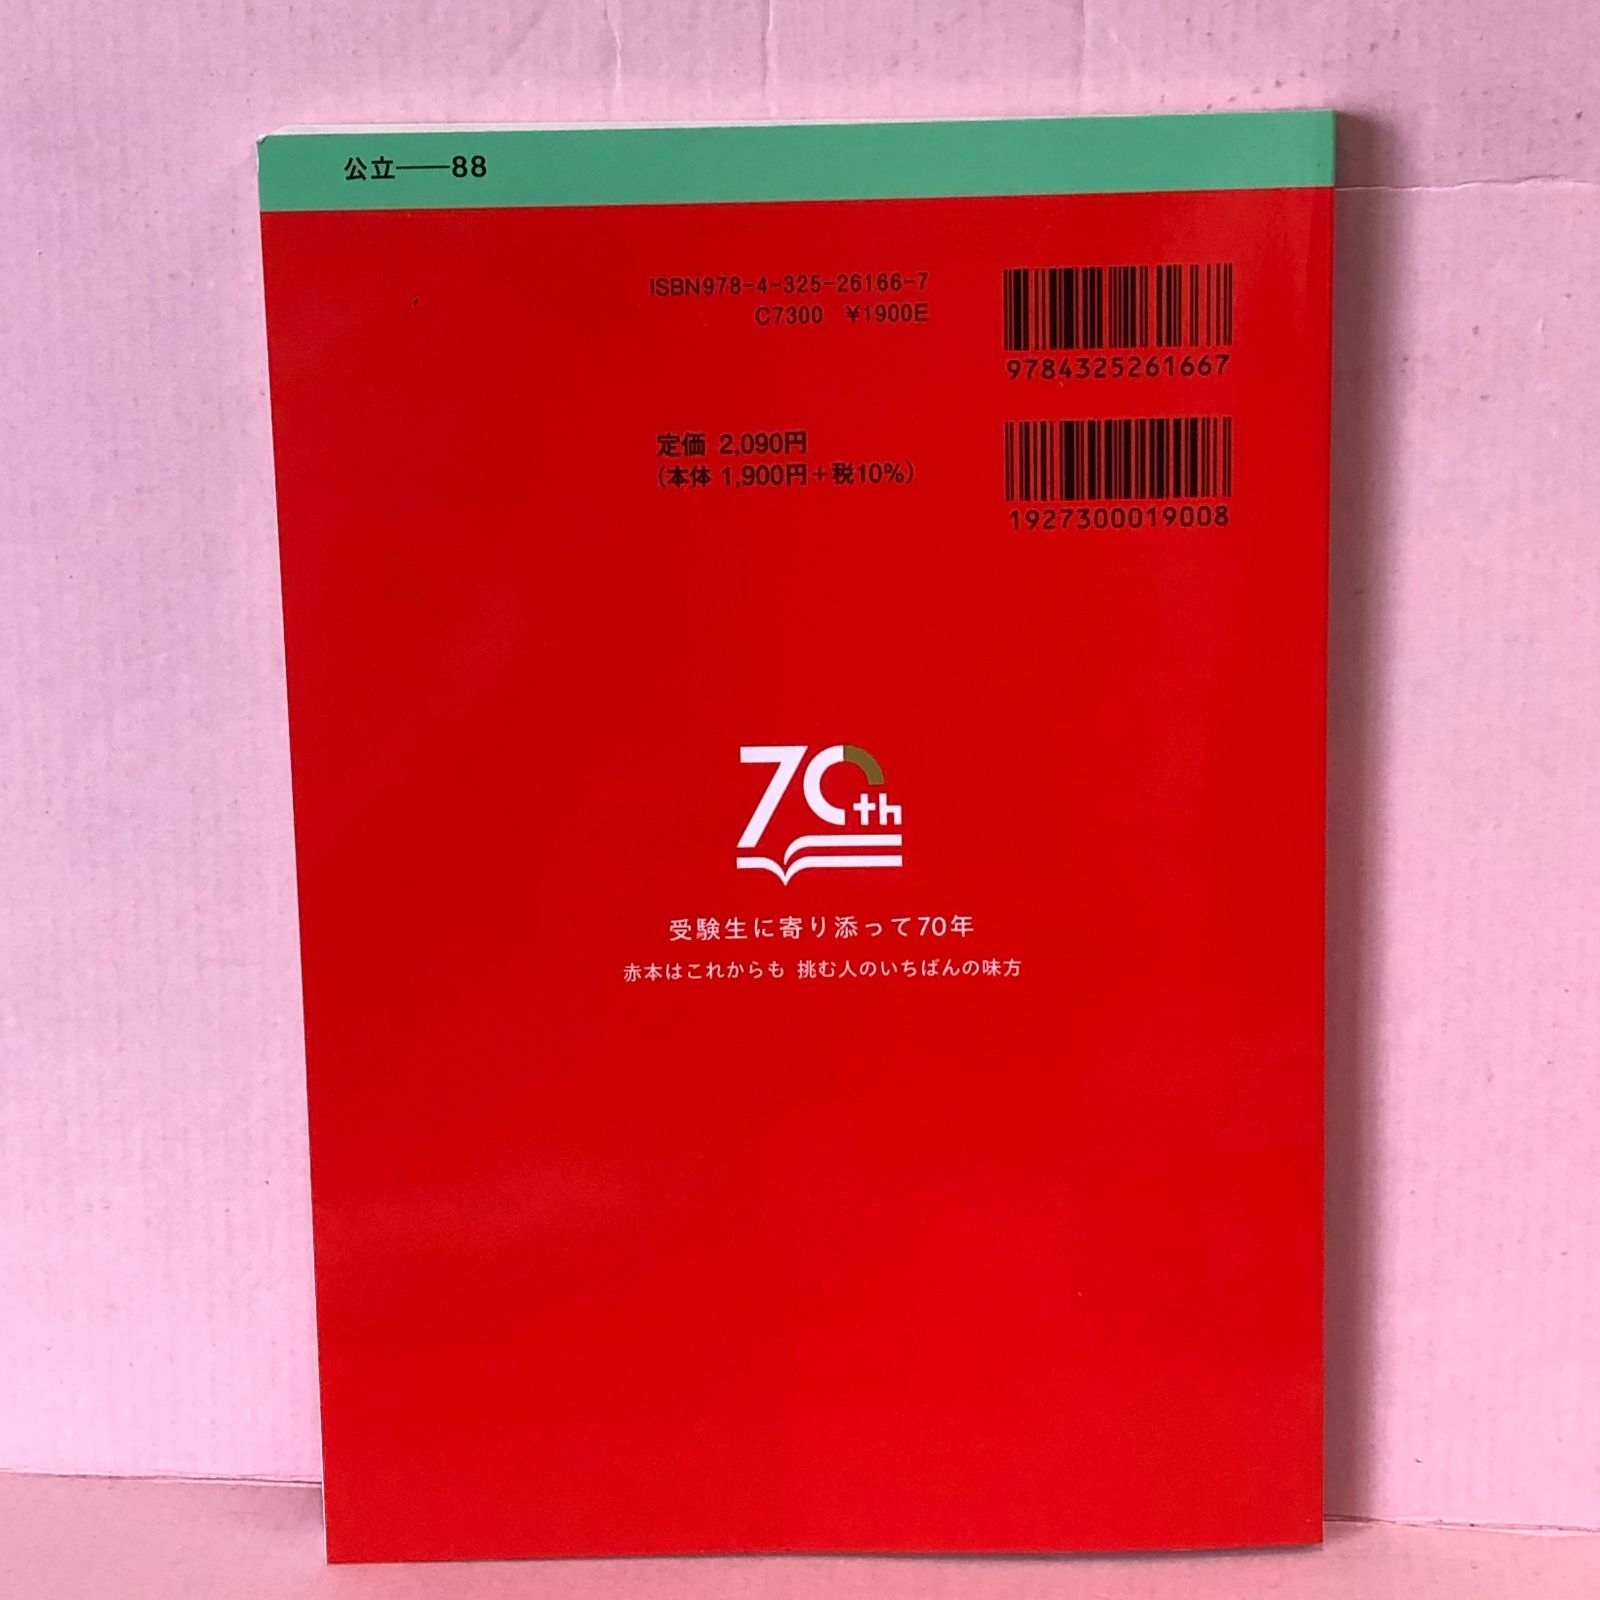 公立──88
ISBN978-4-325-26166-7
C7300 ¥1900E
9784325261667
定価 2,090円
(本体 1,900円+税10%)
1927300019008
70th
受験生に寄り添って70年
赤本はこれからも 挑む人のいちばんの味方